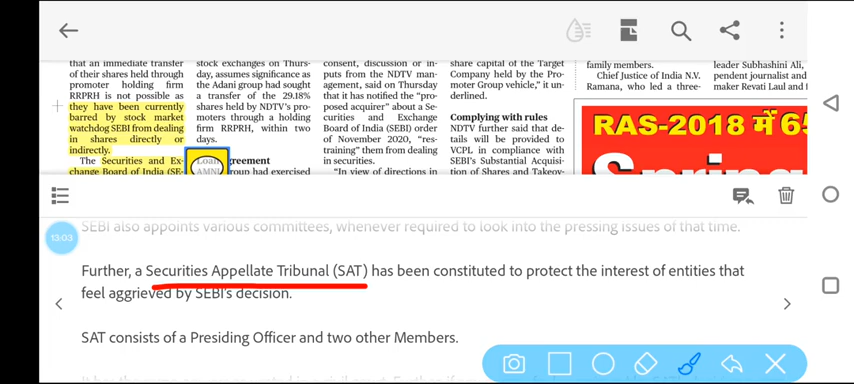 that an immediate transfer
of their shares held through
promoter holding firm
RRPRH is not possible as
they have been currently
barred by stock market
watchdog SEBI from dealing
in shares directly or
indirectly.
The Securities and Ex-
change Board of India (SE-
stock exchanges on Thurs-
day, assumes significance as
the Adani group had sought
a transfer of the 29.18%
shares held by NDTV's pro-
moters through a holding
firm RRPRH, within two
days.
Loan agreement
AMNL group had exercised
consent, discussion or in-
puts from the NDTV man-
agement, said on Thursday
that it has notified the "pro-
posed acquirer" about a Se-
curities and Exchange
Board of India (SEBI) order
of November 2020, "res-
training" them from dealing
in securities.
"In view of directions in
share capital of the Target
Company held by the Pro-
moter Group vehicle," it un-
derlined.
Complying with rules
NDTV further said that de-
tails will be provided to
VCPL in compliance with
SEBI's Substantial Acquisi-
tion of Shares and Takeov-
family members.
Chief Justice of India N.V.
Ramana, who led a three-
leader Subhashini Ali,
pendent journalist and
maker Revati Laul and
RAS-2018 में 65
13:03
SEBI also appoints various committees, whenever required to look into the pressing issues of that time.
Further, a Securities Appellate Tribunal (SAT) has been constituted to protect the interest of entities that
feel aggrieved by SEBI's decision.
SAT consists of a Presiding Officer and two other Members.